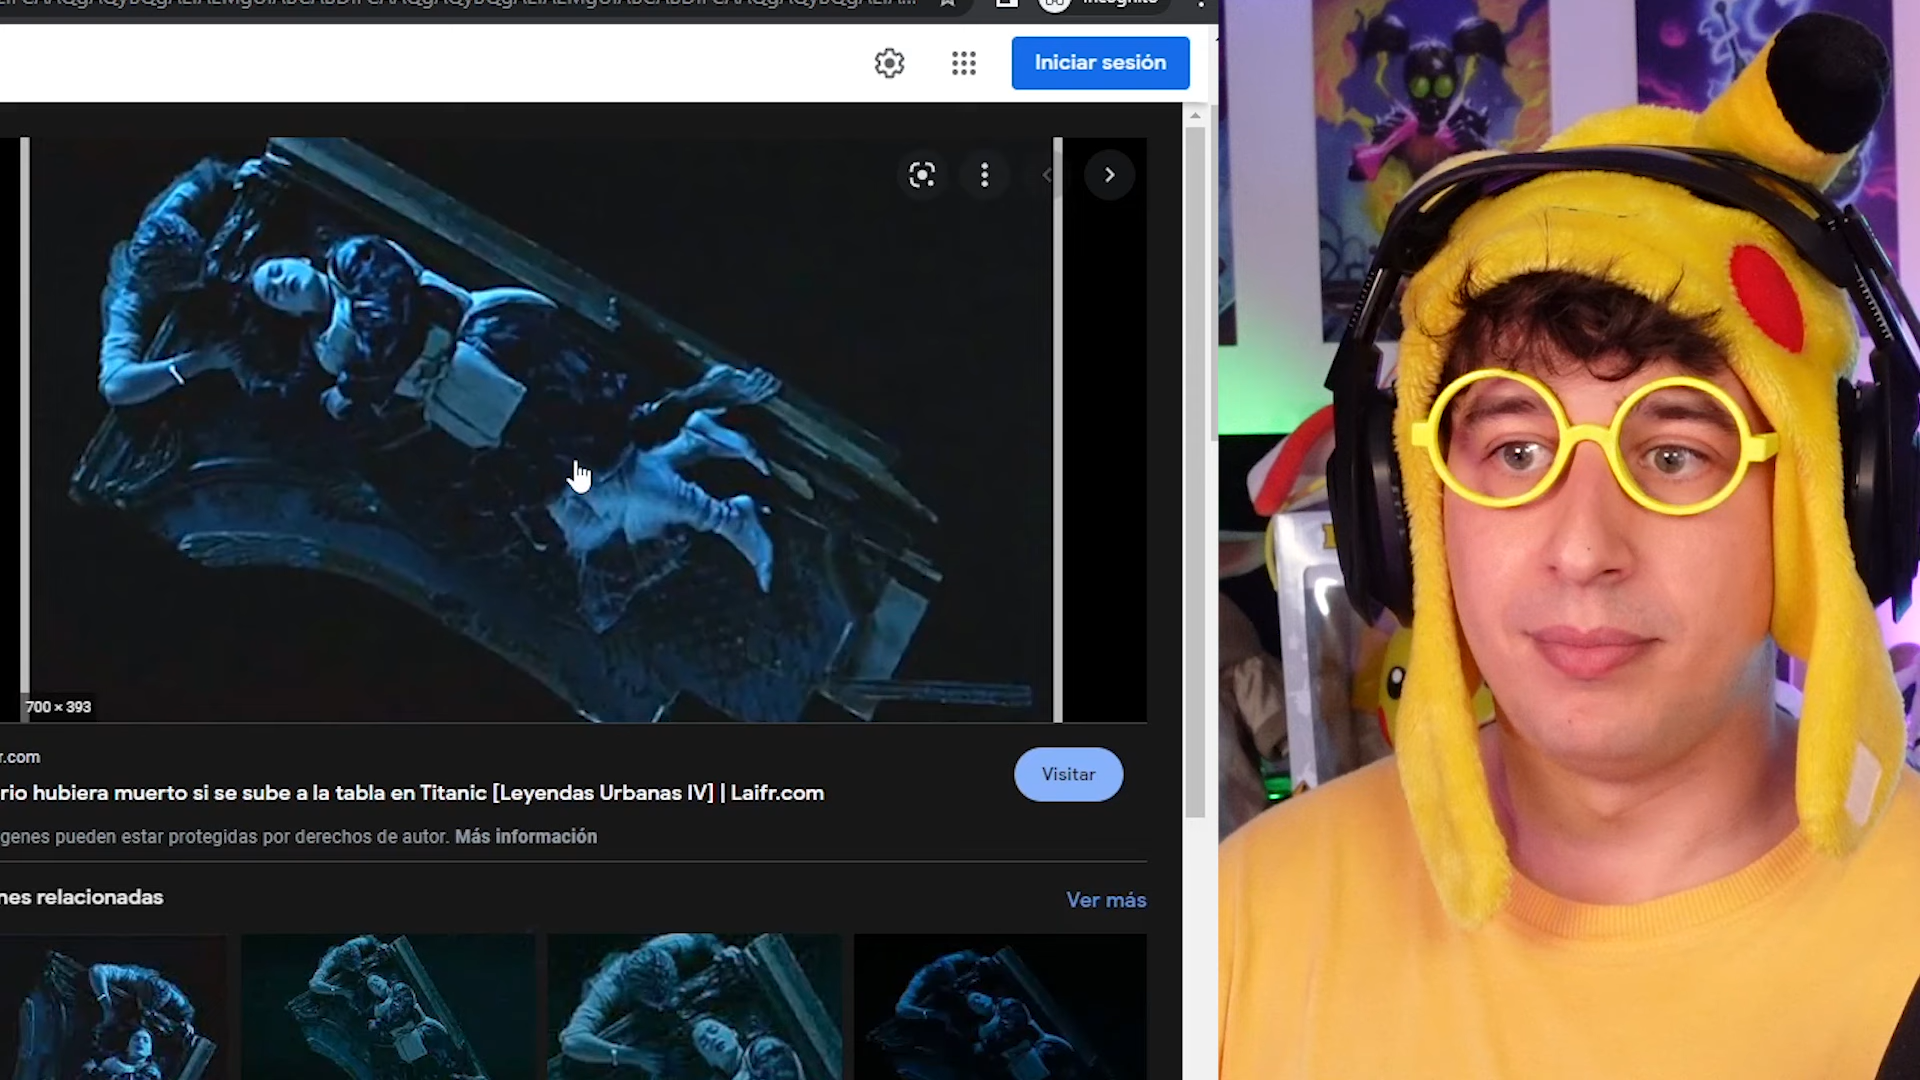 Iniciar sesión
700 × 393
r.com
rio hubiera muerto si se sube a la tabla en Titanic [Leyendas Urbanas IV] | Laifr.com
Visitar
genes pueden estar protegidas por derechos de autor. Más información
nes relacionadas
Ver más